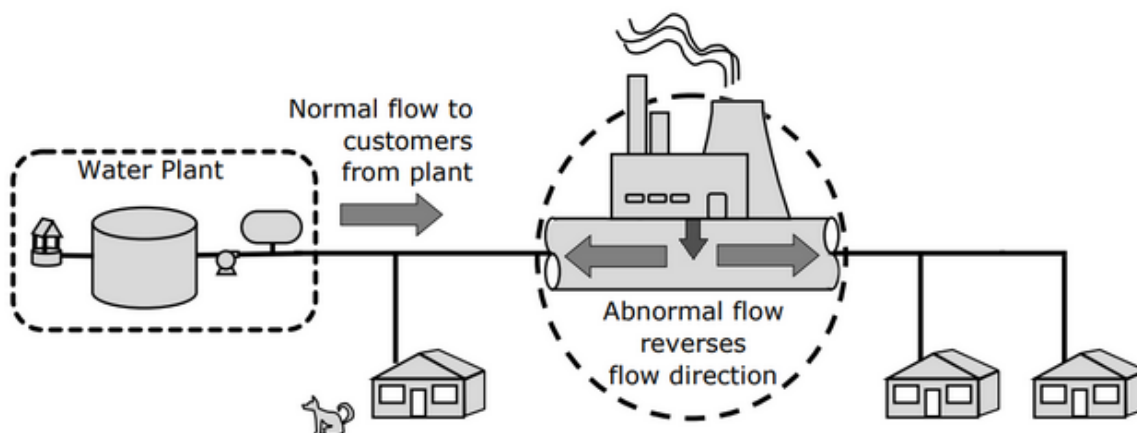 Water Plant
Normal flow to
customers
from plant
Abnormal flow
reverses
flow direction